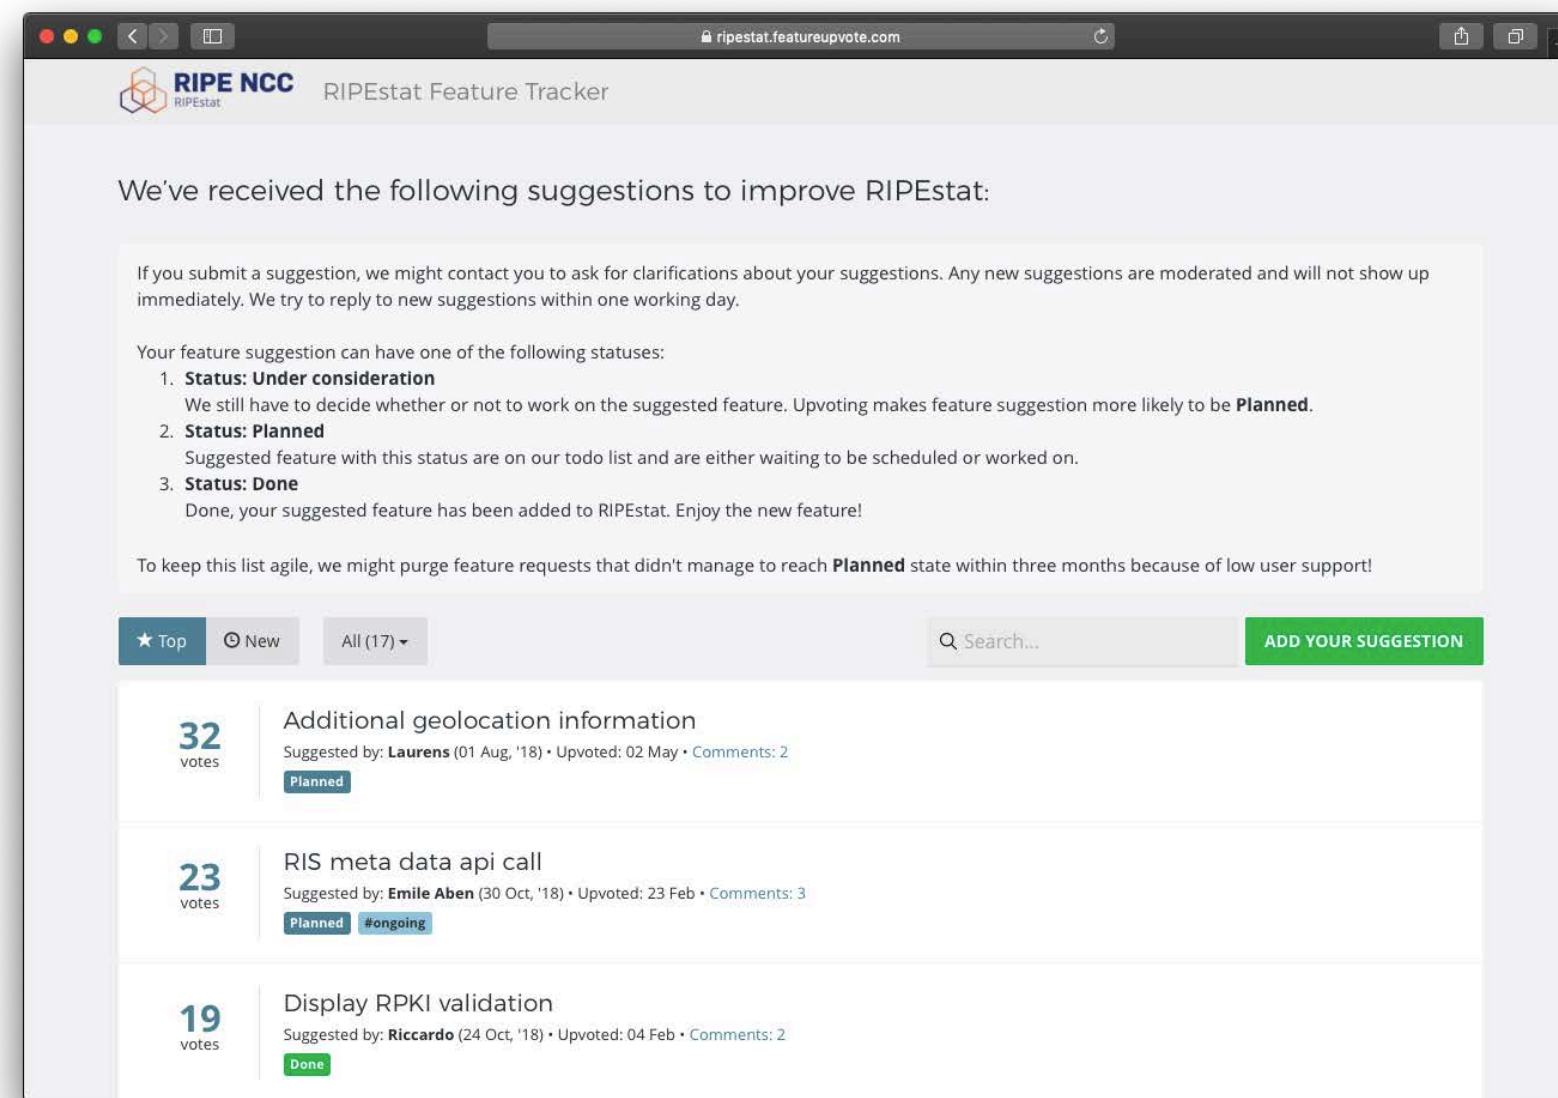 ripestat.featureupvote.com
RIPE NCC
RIPEstat
RIPEstat Feature Tracker
We've received the following suggestions to improve RIPEstat:
If you submit a suggestion, we might contact you to ask for clarifications about your suggestions. Any new suggestions are moderated and will not show up
immediately. We try to reply to new suggestions within one working day.
Your feature suggestion can have one of the following statuses:
1. Status: Under consideration
We still have to decide whether or not to work on the suggested feature. Upvoting makes feature suggestion more likely to be Planned.
2. Status: Planned
Suggested feature with this status are on our todo list and are either waiting to be scheduled or worked on.
3. Status: Done
Done, your suggested feature has been added to RIPEstat. Enjoy the new feature!
To keep this list agile, we might purge feature requests that didn't manage to reach Planned state within three months because of low user support!
Top New All (17) Search... ADD YOUR SUGGESTION
32
votes
Additional geolocation information
Suggested by: Laurens (01 Aug, '18) • Upvoted: 02 May • Comments: 2
Planned
23
votes
RIS meta data api call
Suggested by: Emile Aben (30 Oct, '18) • Upvoted: 23 Feb • Comments: 3
Planned #ongoing
19
votes
Display RPKI validation
Suggested by: Riccardo (24 Oct, '18) • Upvoted: 04 Feb • Comments: 2
Done